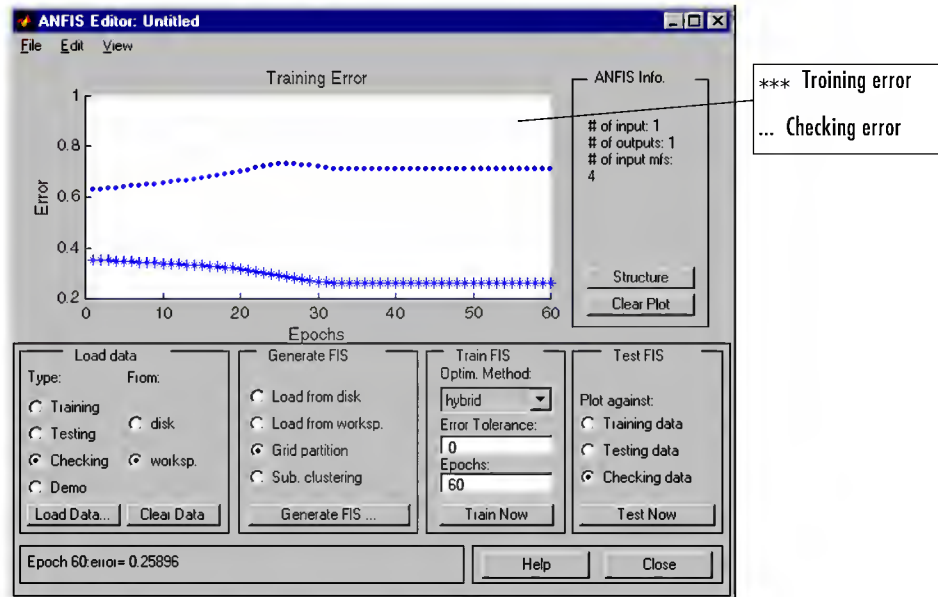 ANFIS Editor: Untitled
File Edit View
Training Error
1
0.8
0.6
0.4
0.2
Error
0 10 20 30 40 50 60
Epochs
ANFIS Info.
# of input: 1
# of outputs: 1
# of input mfs:
4
Structure
Clear Plot
*** Troining error
... Checking error
Load data
Type: From:
Training
Testing
Checking
Demo
disk
worksp.
Load Data... Clear Data
Generate FIS
Load from disk
Load from worksp.
Grid partition
Sub. clustering
Generate FIS ...
Train FIS
Optim. Method:
hybrid
Error Tolerance:
0
Epochs:
60
Train Now
Test FIS
Plot against:
Training data
Testing data
Checking data
Test Now
Epoch 60:error= 0.25896
Help Close